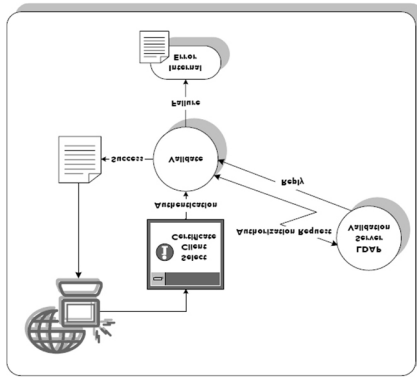 Select
Client
Certificate
LDAP
Server
Validation
Authorization Request
Authentication
Reply
Validate
Success
Failure
Internal
Error